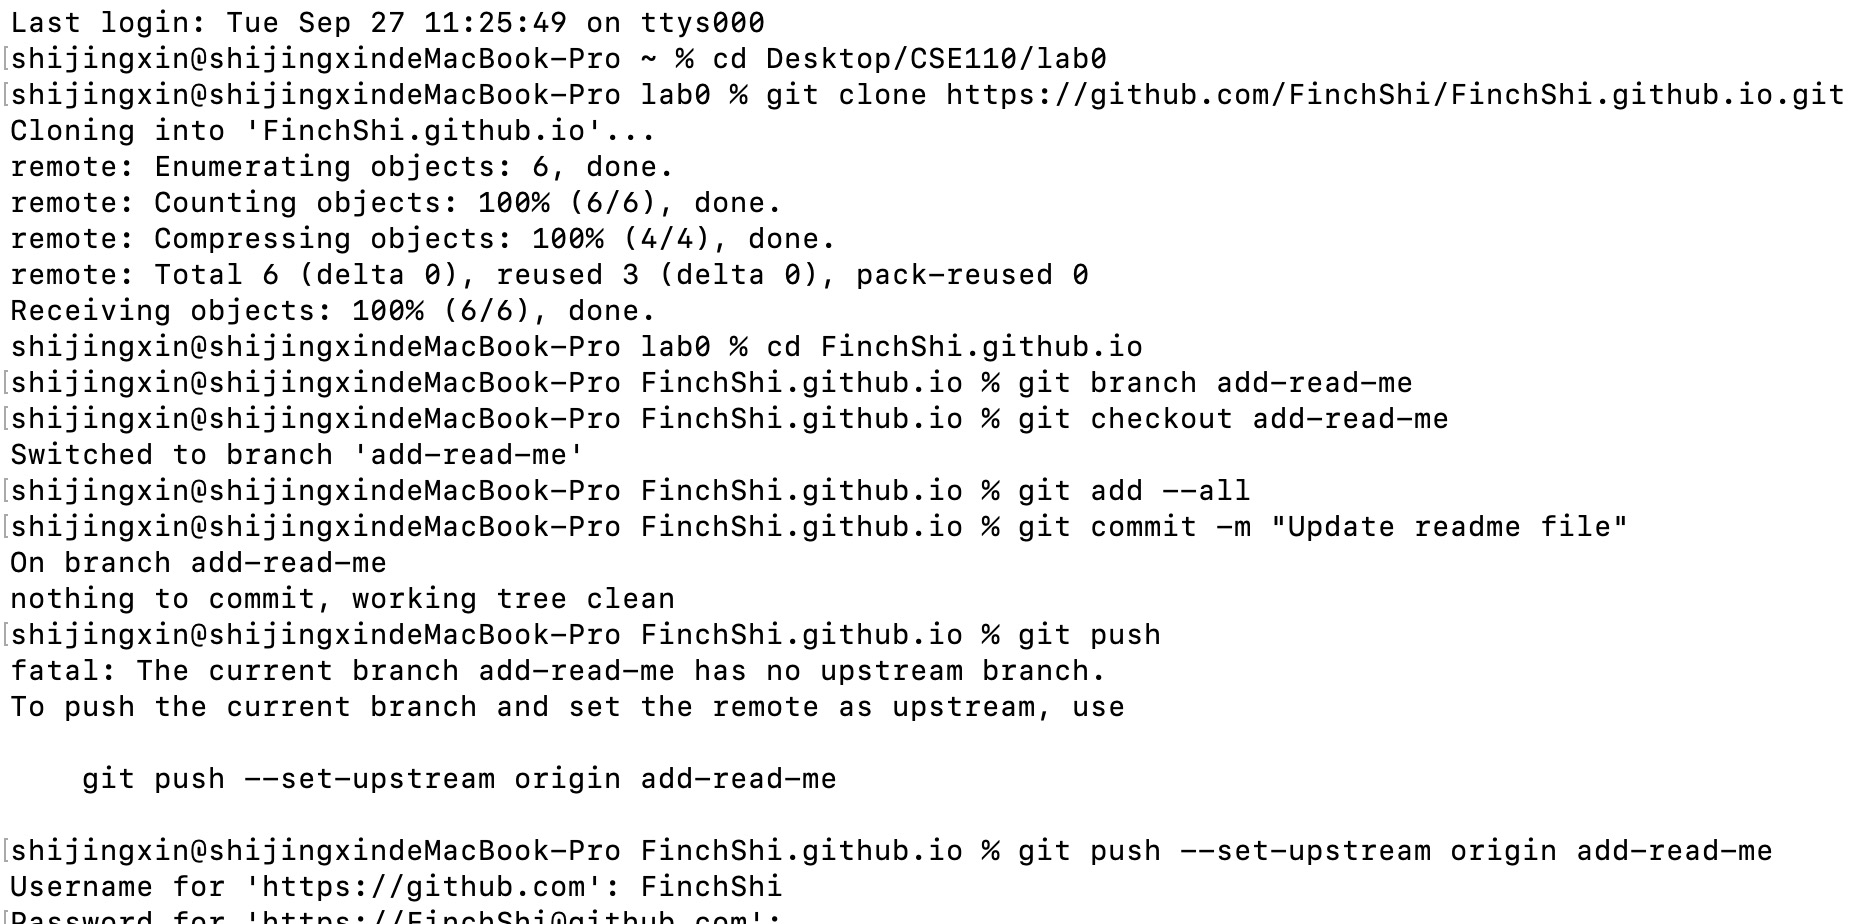 Last login: Tue Sep 27 11:25:49 on ttys000
[shijingxin@shijingxindeMacBook-Pro ~ % cd Desktop/CSE110/lab0
[shijingxin@shijingxindeMacBook-Pro lab0 % git clone https://github.com/FinchShi/FinchShi.github.io.git
Cloning into 'FinchShi.github.io'...
remote: Enumerating objects: 6, done.
remote: Counting objects: 100% (6/6), done.
remote: Compressing objects: 100% (4/4), done.
remote: Total 6 (delta 0), reused 3 (delta 0), pack-reused 0
Receiving objects: 100% (6/6), done.
shijingxin@shijingxindeMacBook-Pro lab0 % cd FinchShi.github.io
[shijingxin@shijingxindeMacBook-Pro FinchShi.github.io % git branch add-read-me
[shijingxin@shijingxindeMacBook-Pro FinchShi.github.io % git checkout add-read-me
Switched to branch 'add-read-me'
[shijingxin@shijingxindeMacBook-Pro FinchShi.github.io % git add --all
[shijingxin@shijingxindeMacBook-Pro FinchShi.github.io % git commit -m "Update readme file"
On branch add-read-me
nothing to commit, working tree clean
[shijingxin@shijingxindeMacBook-Pro FinchShi.github.io % git push
fatal: The current branch add-read-me has no upstream branch.
To push the current branch and set the remote as upstream, use
git push --set-upstream origin add-read-me
[shijingxin@shijingxindeMacBook-Pro FinchShi.github.io % git push --set-upstream origin add-read-me
Username for 'https://github.com': FinchShi
[Password for 'https://FinchShi@github.com':